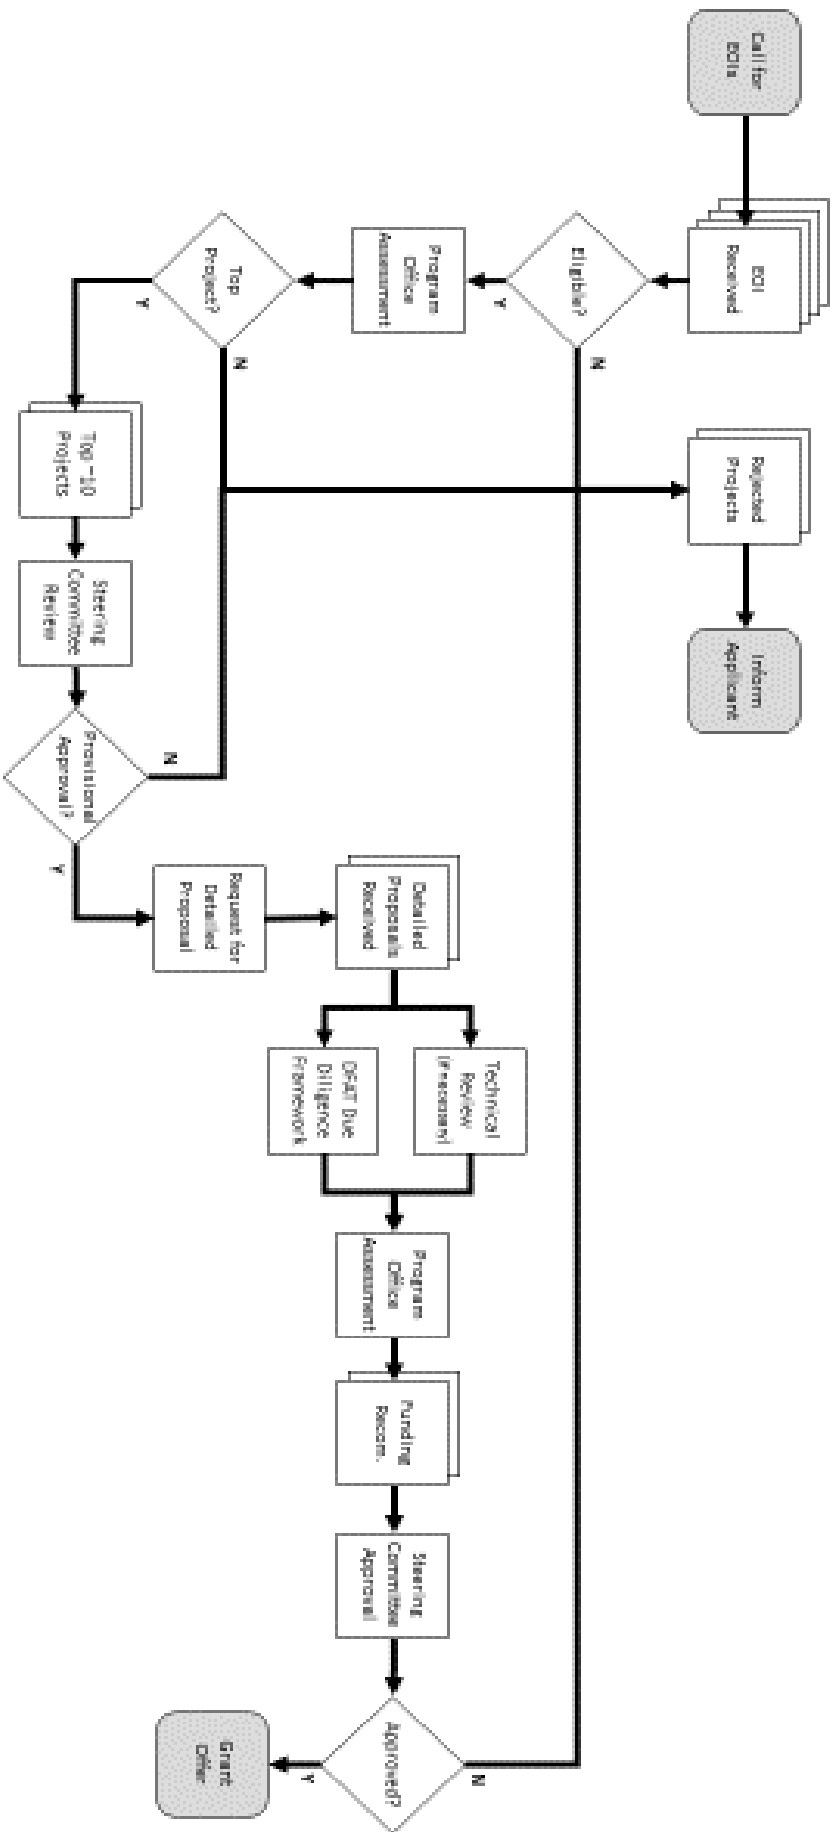 Call for
EOIs
EOI
Received
Eligible?
Y
N
Program
Office
Assessment
Top
Project?
Y
N
Rejected
Projects
Inform
Applicant
Top ~10
Projects
Steering
Committee
Review
Provisional
Approval?
N
Y
Request for
Detailed
Proposal
Detailed
Proposals
Received
Technical
Review
(if necessary)
DFAT Due
Diligence
Framework
Program
Office
Assessment
Funding
Recom.
Steering
Committee
Approval
Approved?
N
Y
Grant
Offer